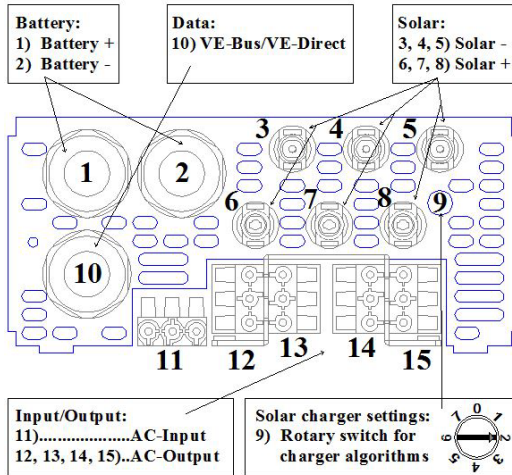 Battery:
1) Battery +
2) Battery -
Data:
10) VE-Bus/VE-Direct
Solar:
3, 4, 5) Solar -
6, 7, 8) Solar +
3
4
5
1
2
6
7
8
9
10
11
12
13
14
15
Input/Output:
11).....................AC-Input
12, 13, 14, 15)..AC-Output
Solar charger settings:
9) Rotary switch for
charger algorithms
0
7
6
5
4
3
2